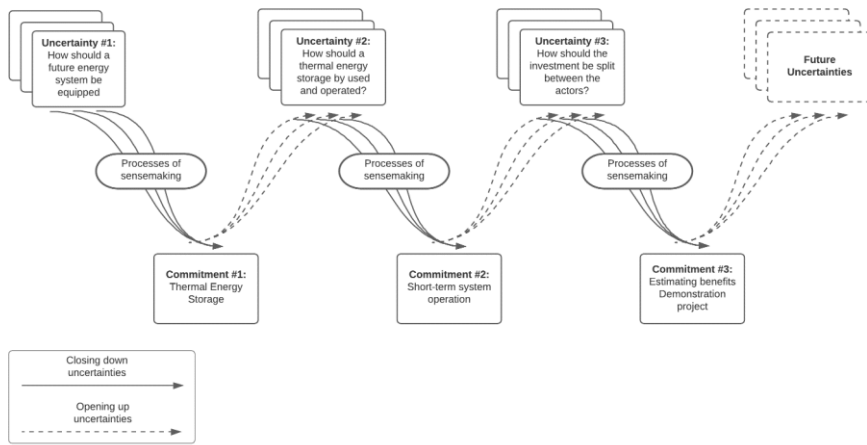 Uncertainty #1:
How should a
future energy
system be
equipped
Uncertainty #2:
How should a
thermal energy
storage by used
and operated?
Uncertainty #3:
How should the
investment be split
between the
actors?
Future
Uncertainties
Processes of
sensemaking
Processes of
sensemaking
Processes of
sensemaking
Commitment #1:
Thermal Energy
Storage
Commitment #2:
Short-term system
operation
Commitment #3:
Estimating benefits
Demonstration
project
Closing down
uncertainties
Opening up
uncertainties